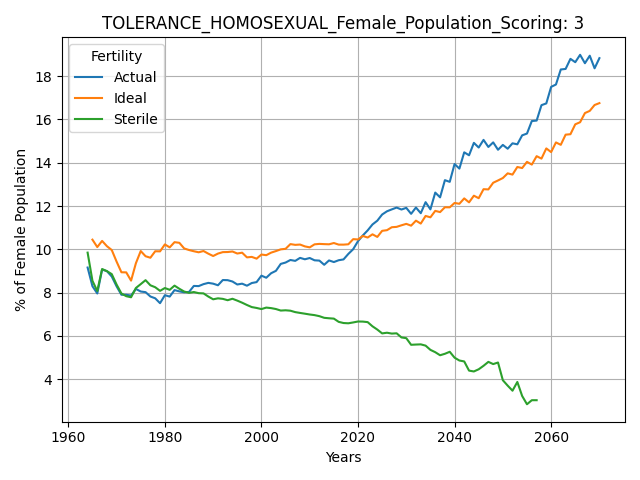 TOLERANCE_HOMOSEXUAL_Female_Population_Scoring: 3
Fertility
Actual
Ideal
Sterile
% of Female Population
18
16
14
12
10
8
6
4
1960 1980 2000 2020 2040 2060
Years